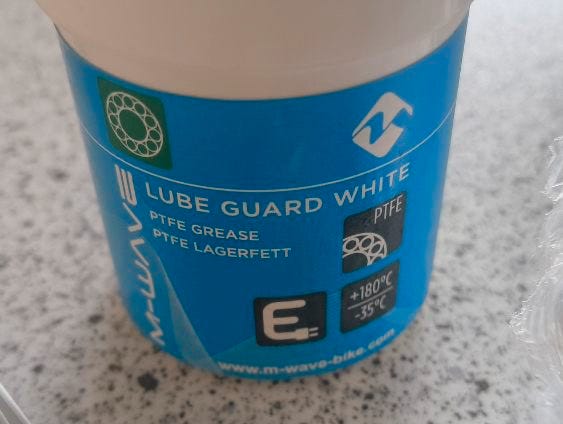 M-WAVE
LUBE GUARD WHITE
PTFE GREASE
PTFE LAGERFETT
PTFE
+180°C
-35°C
E
www.m-wave-bike.com